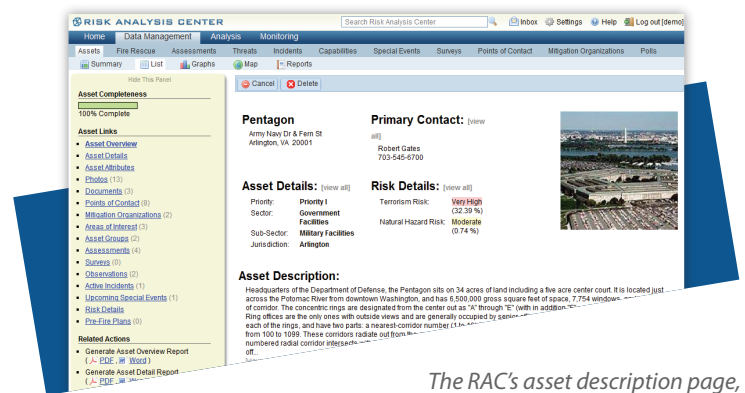 RISK ANALYSIS CENTER
Search Risk Analysis Center
Inbox Settings Help Log out [demo]
Home Data Management Analysis Monitoring
Assets Fire Rescue Assessments Threats Incidents Capabilities Special Events Surveys Points of Contact Mitigation Organizations Polls
Summary List Graphs Map Reports
Hide This Panel
Asset Completeness
100% Complete
Asset Links
Asset Overview
Asset Details
Asset Attributes
Photos (13)
Documents (3)
Points of Contact (8)
Mitigation Organizations (2)
Areas of Interest (3)
Asset Groups (2)
Assessments (4)
Surveys (0)
Observations (2)
Active Incidents (1)
Upcoming Special Events (1)
Risk Details
Pre-Fire Plans (0)
Related Actions
Generate Asset Overview Report
( PDF , Word )
Generate Asset Detail Report
( PDF , Word
Cancel Delete
Pentagon
Army Navy Dr & Fern St
Arlington, VA 20001
Primary Contact: [view
all]
Robert Gates
703-545-6700
Asset Details: [view all]
Priority: Priority I
Sector: Government
Facilities
Sub-Sector: Military Facilities
Jurisdiction: Arlington
Risk Details: [view all]
Terrorism Risk: Very High
(32.39 %)
Natural Hazard Risk: Moderate
(0.74 %)
Asset Description:
Headquarters of the Department of Defense, the Pentagon sits on 34 acres of land including a five acre center court. It is located just
across the Potomac River from downtown Washington, and has 6,500,000 gross square feet of space, 7,754 windows,
of corridor. The concentric rings are designated from the center out as "A" through "E" (with in addition
Ring offices are the only ones with outside views and are generally occupied by senior
each of the rings, and have two parts: a nearest-corridor number
from 100 to 1099. These corridors radiate out from the
numbered radial corridor intersects
off...
The RAC's asset description page,